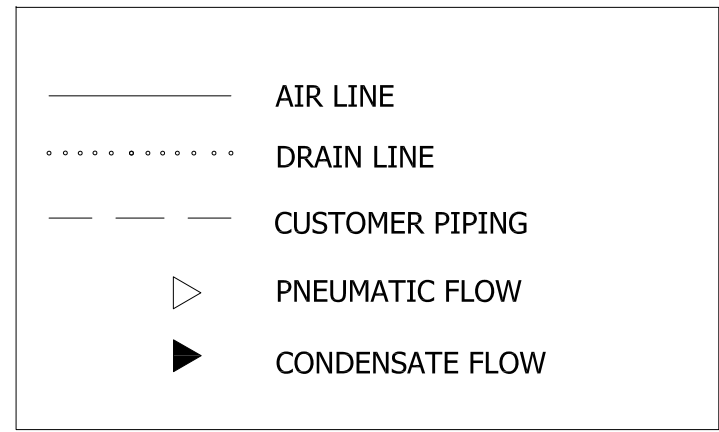 AIR LINE
DRAIN LINE
CUSTOMER PIPING
PNEUMATIC FLOW
CONDENSATE FLOW